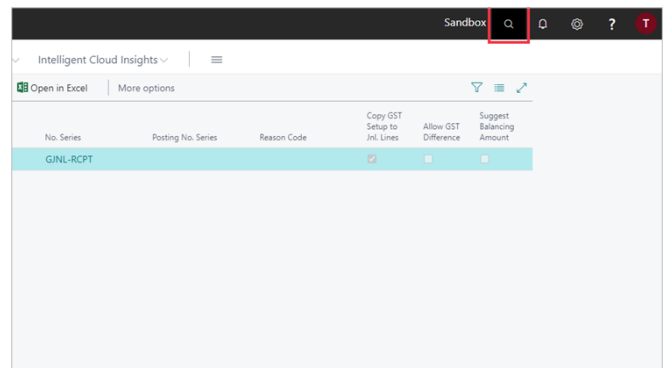 Sandbox ? T
Intelligent Cloud Insights
Open in Excel More options
No. Series Posting No. Series Reason Code Copy GST Setup to Jnl. Lines Allow GST Difference Suggest Balancing Amount
GJNL-RCPT